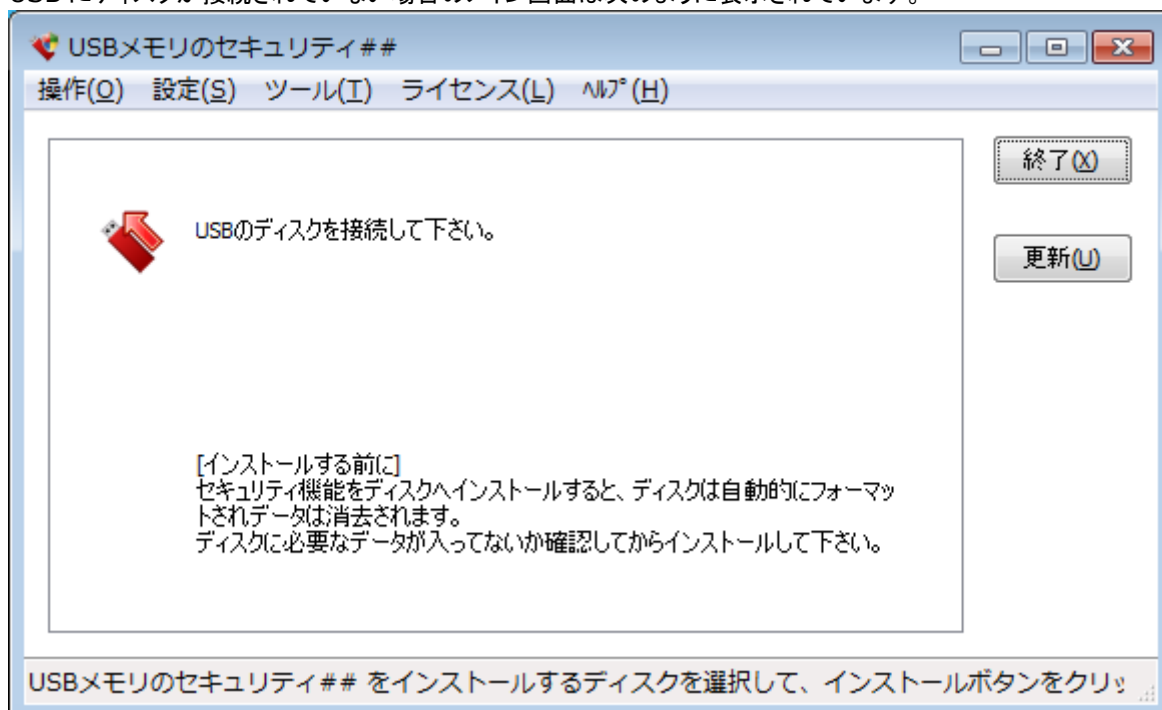 USBメモリのセキュリティ##
操作(O) 設定(S) ツール(T) ライセンス(L) ﾍﾙﾌﾟ(H)
終了(X)
USBのディスクを接続して下さい。
更新(U)
[インストールする前に]
セキュリティ機能をディスクへインストールすると、ディスクは自動的にフォーマッ
トされデータは消去されます。
ディスクに必要なデータが入ってないか確認してからインストールして下さい。
USBメモリのセキュリティ## をインストールするディスクを選択して、インストールボタンをクリッ